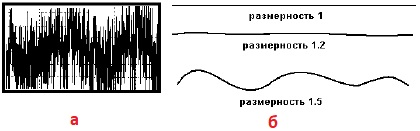 размерность 1
размерность 1.2
размерность 1.5
а
б